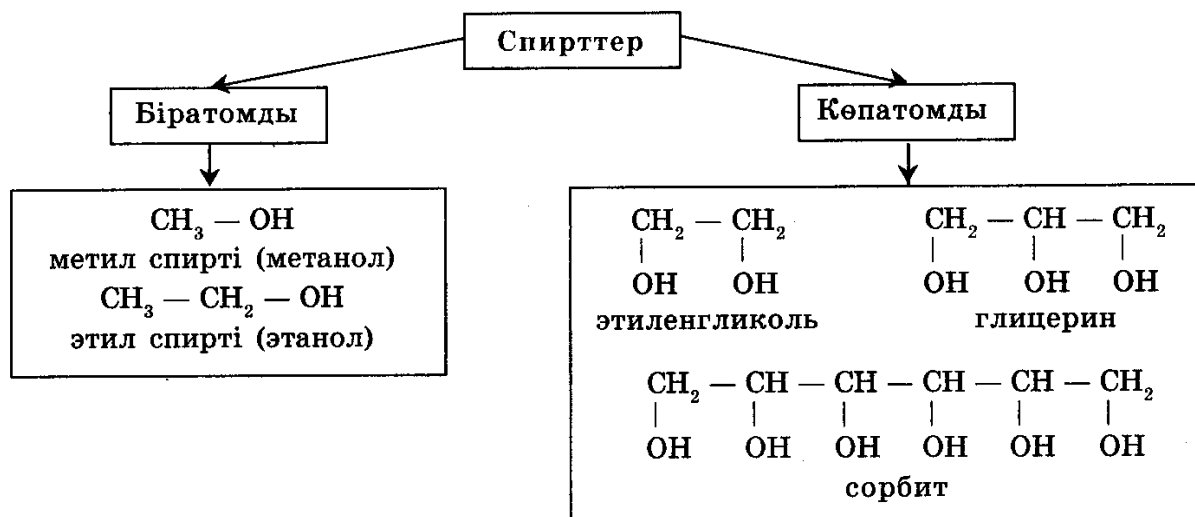 Спирттер
Біратомды
CH₃ — OH
метил спирті (метанол)
CH₃ — CH₂ — OH
этил спирті (этанол)
Көпатомды
CH₂ — CH₂
| |
OH OH
этиленгликоль
CH₂ — CH — CH₂
| | |
OH OH OH
глицерин
CH₂ — CH — CH — CH — CH — CH₂
| | | | | |
OH OH OH OH OH OH
сорбит